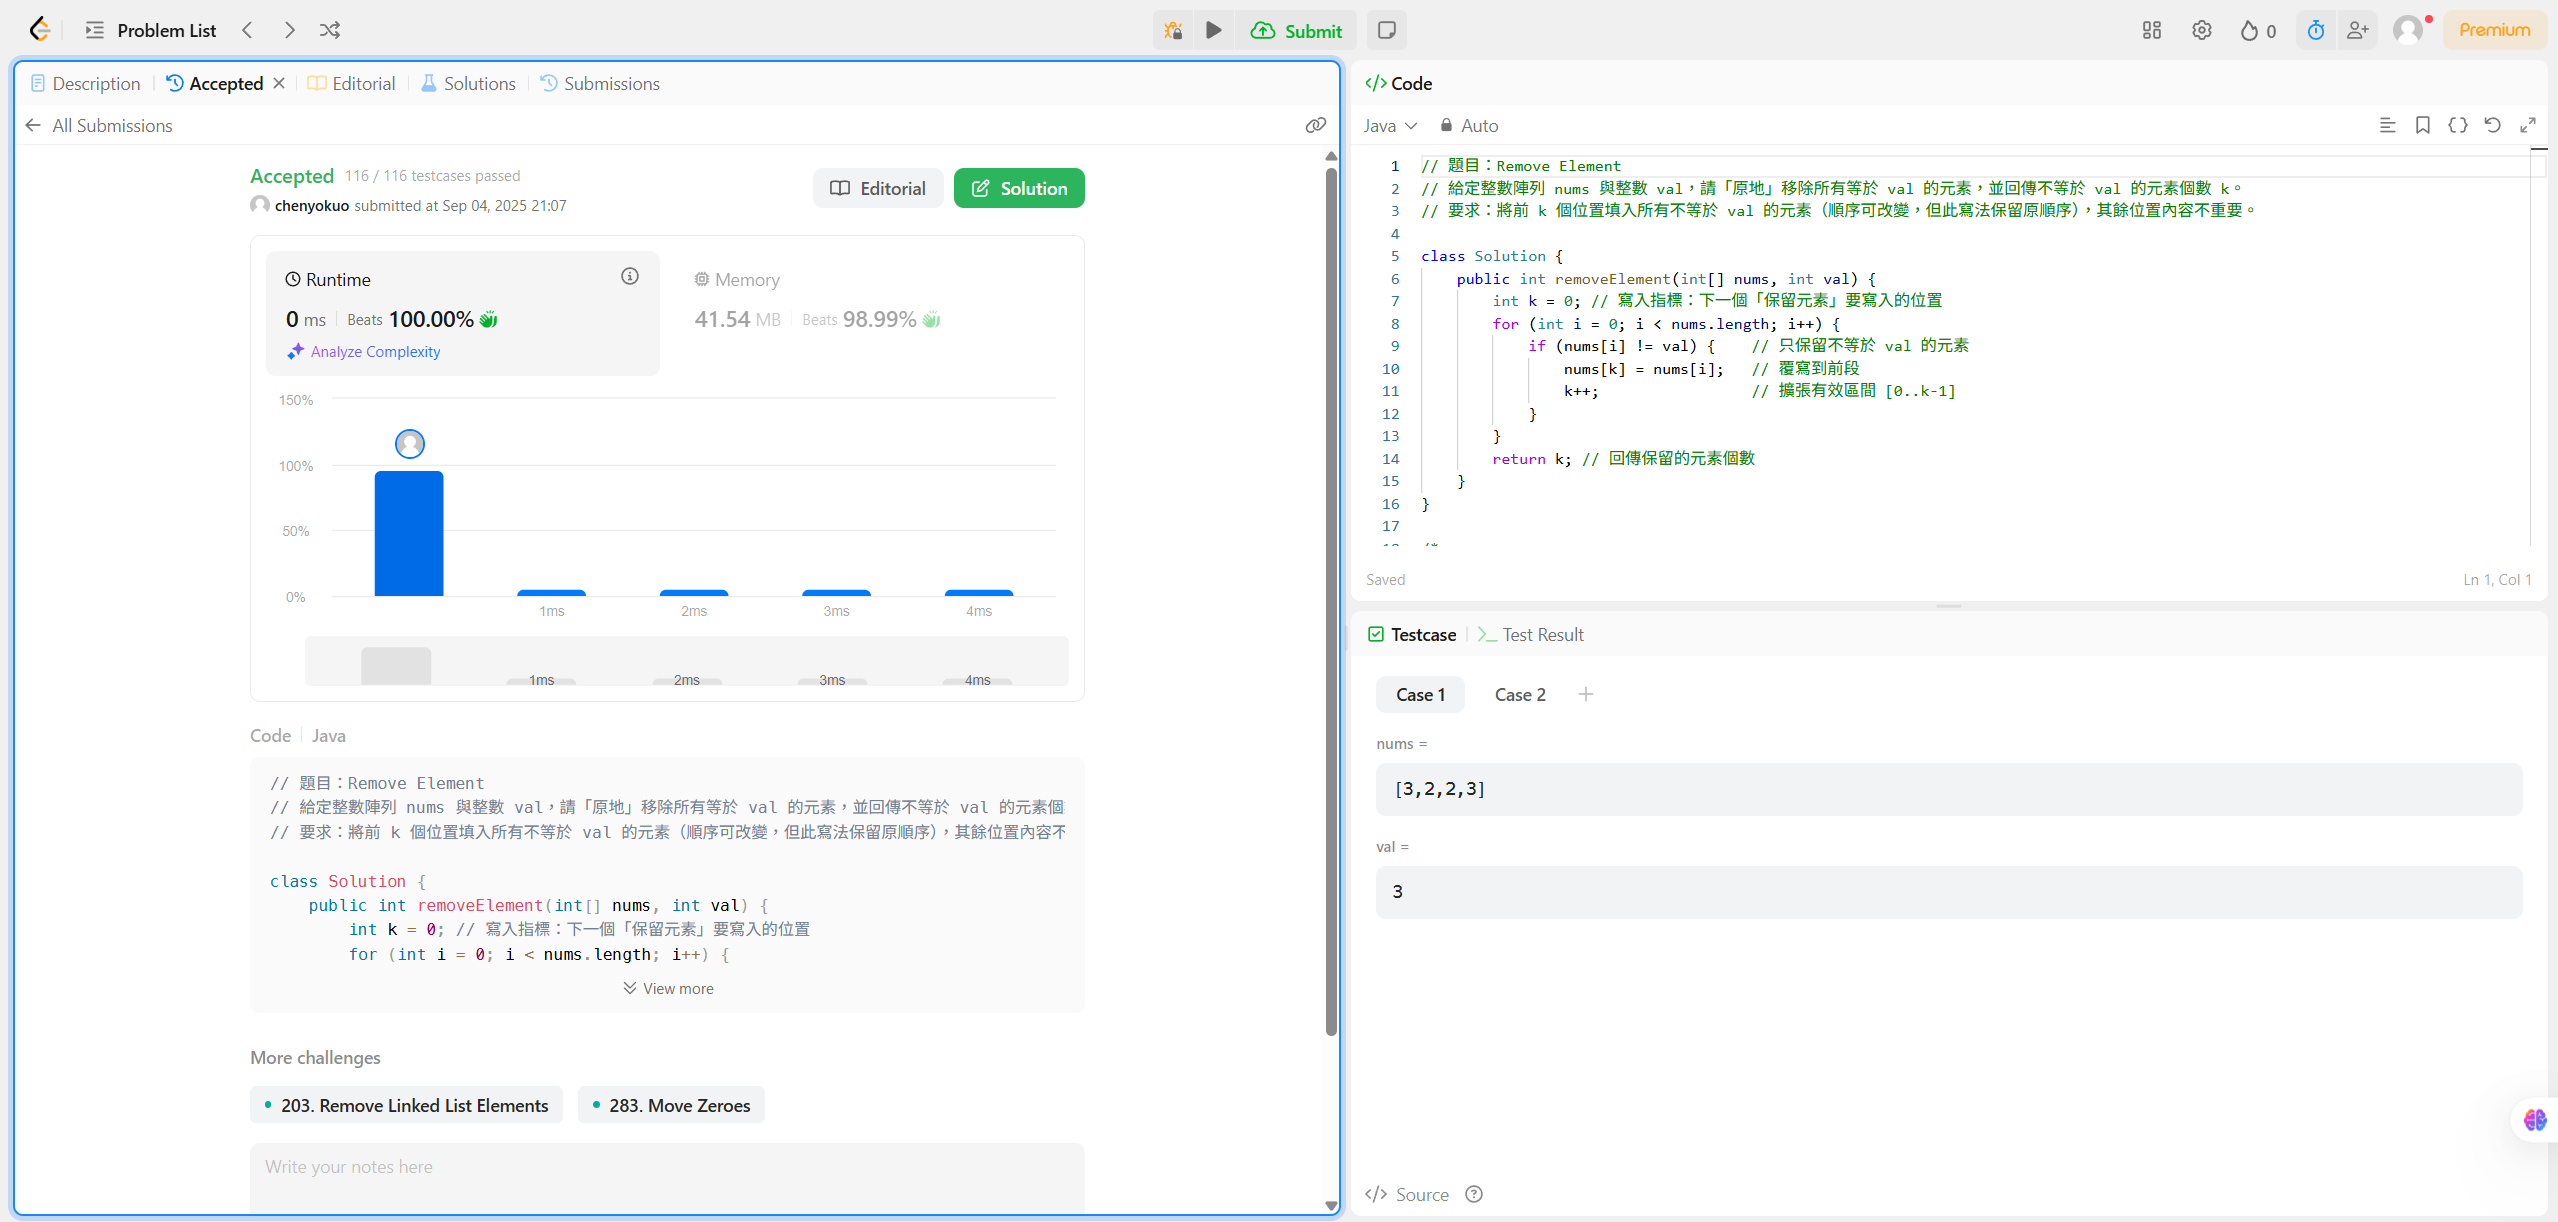 Problem List
Submit
0
Premium
Description
Accepted
Editorial
Solutions
Submissions
All Submissions
Accepted 116 / 116 testcases passed
chenyokuo submitted at Sep 04, 2025 21:07
Editorial
Solution
Runtime
0 ms Beats 100.00%
Analyze Complexity
Memory
41.54 MB Beats 98.99%
150%
100%
50%
0%
1ms 2ms 3ms 4ms
1ms 2ms 3ms 4ms
Code Java
// 題目：Remove Element
// 給定整數陣列 nums 與整數 val，請「原地」移除所有等於 val 的元素，並回傳不等於 val 的元素個
// 要求：將前 k 個位置填入所有不等於 val 的元素（順序可改變，但此寫法保留原順序），其餘位置內容不
class Solution {
public int removeElement(int[] nums, int val) {
int k = 0; // 寫入指標：下一個「保留元素」要寫入的位置
for (int i = 0; i < nums.length; i++) {
View more
More challenges
203. Remove Linked List Elements
283. Move Zeroes
Write your notes here
Code
Java
Auto
1 // 題目：Remove Element
2 // 給定整數陣列 nums 與整數 val，請「原地」移除所有等於 val 的元素，並回傳不等於 val 的元素個數 k。
3 // 要求：將前 k 個位置填入所有不等於 val 的元素（順序可改變，但此寫法保留原順序），其餘位置內容不重要。
4
5 class Solution {
6 public int removeElement(int[] nums, int val) {
7 int k = 0; // 寫入指標：下一個「保留元素」要寫入的位置
8 for (int i = 0; i < nums.length; i++) {
9 if (nums[i] != val) { // 只保留不等於 val 的元素
10 nums[k] = nums[i]; // 覆寫到前段
11 k++; // 擴張有效區間 [0..k-1]
12 }
13 }
14 return k; // 回傳保留的元素個數
15 }
16 }
17
Saved
Ln 1, Col 1
Testcase
Test Result
Case 1
Case 2
nums =
[3,2,2,3]
val =
3
Source